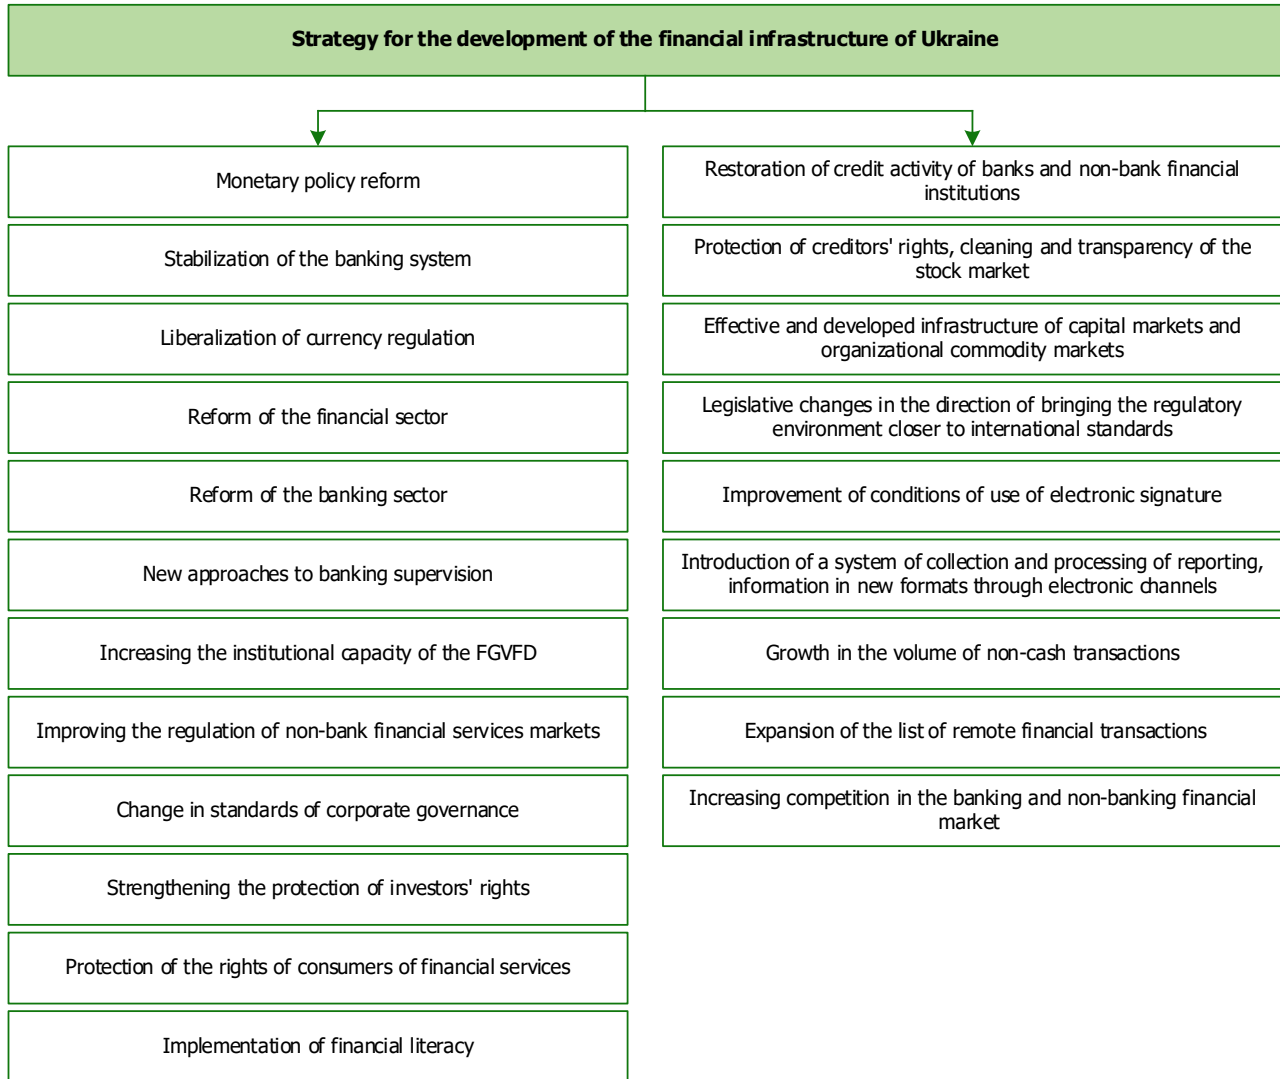 Strategy for the development of the financial infrastructure of Ukraine
Monetary policy reform
Stabilization of the banking system
Liberalization of currency regulation
Reform of the financial sector
Reform of the banking sector
New approaches to banking supervision
Increasing the institutional capacity of the FGVFD
Improving the regulation of non-bank financial services markets
Change in standards of corporate governance
Strengthening the protection of investors' rights
Protection of the rights of consumers of financial services
Implementation of financial literacy
Restoration of credit activity of banks and non-bank financial
institutions
Protection of creditors' rights, cleaning and transparency of the
stock market
Effective and developed infrastructure of capital markets and
organizational commodity markets
Legislative changes in the direction of bringing the regulatory
environment closer to international standards
Improvement of conditions of use of electronic signature
Introduction of a system of collection and processing of reporting,
information in new formats through electronic channels
Growth in the volume of non-cash transactions
Expansion of the list of remote financial transactions
Increasing competition in the banking and non-banking financial
market